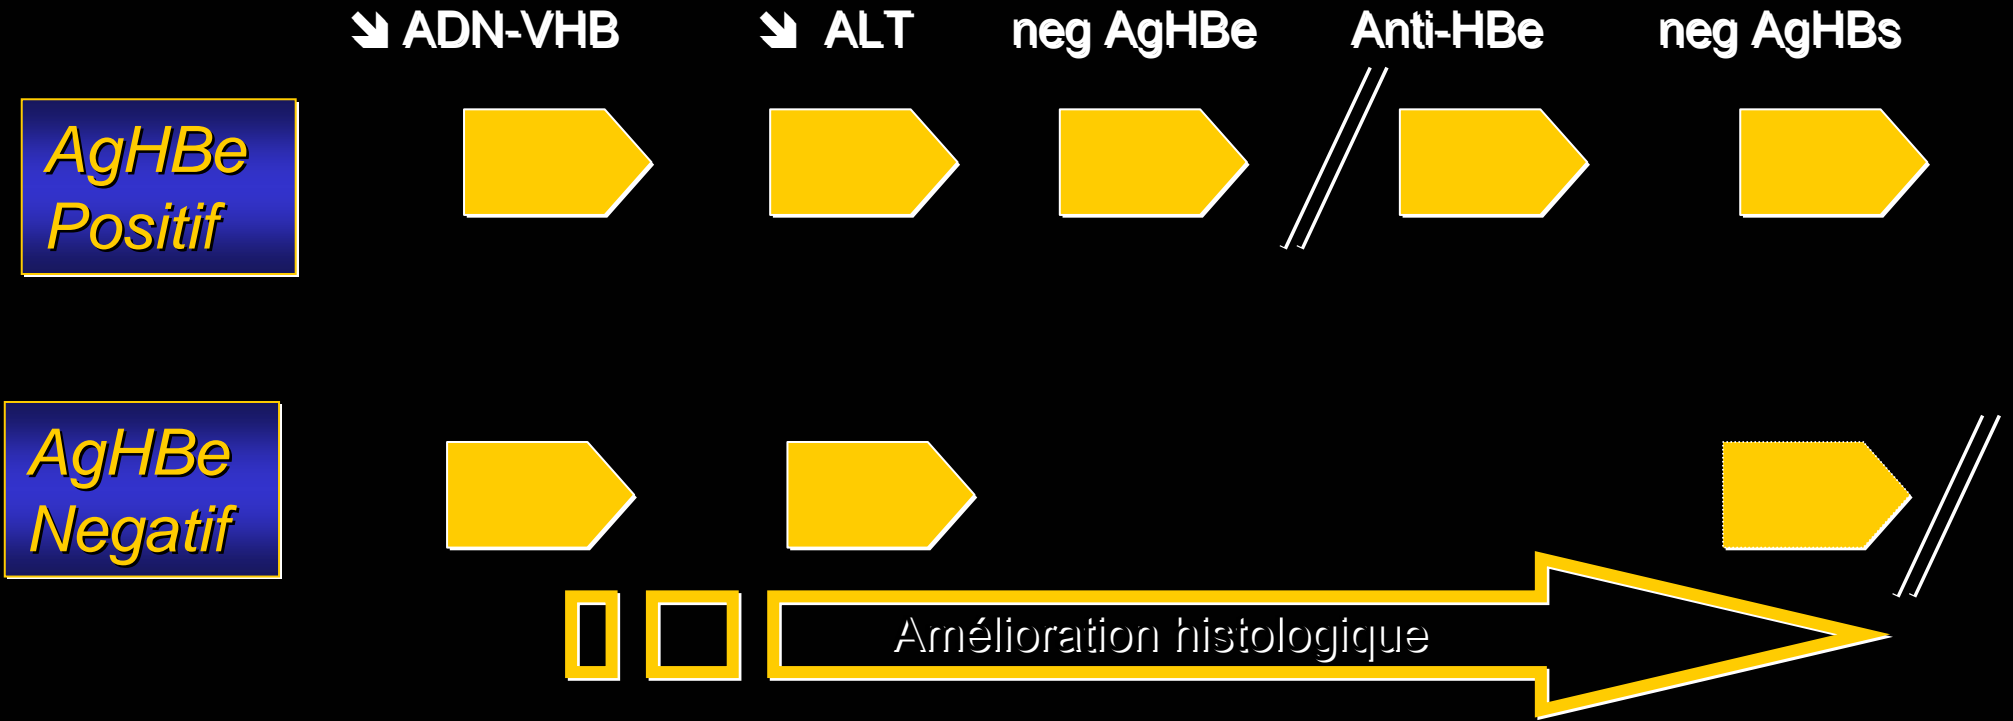 ➘ ADN-VHB ➘ ALT neg AgHBe Anti-HBe neg AgHBs
AgHBe
Positif
AgHBe
Negatif
Amélioration histologique